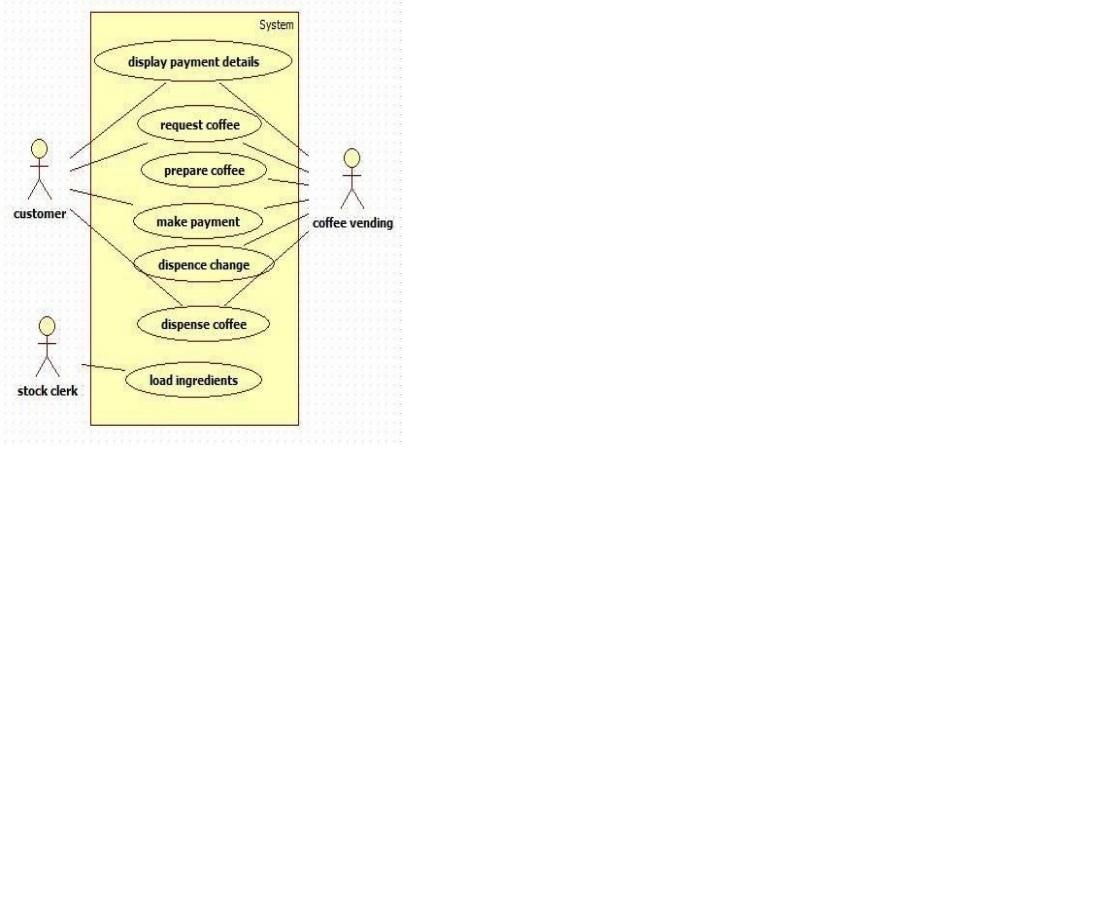 System
display payment details
request coffee
prepare coffee
customer
make payment
coffee vending
dispence change
dispense coffee
stock clerk
load ingredients